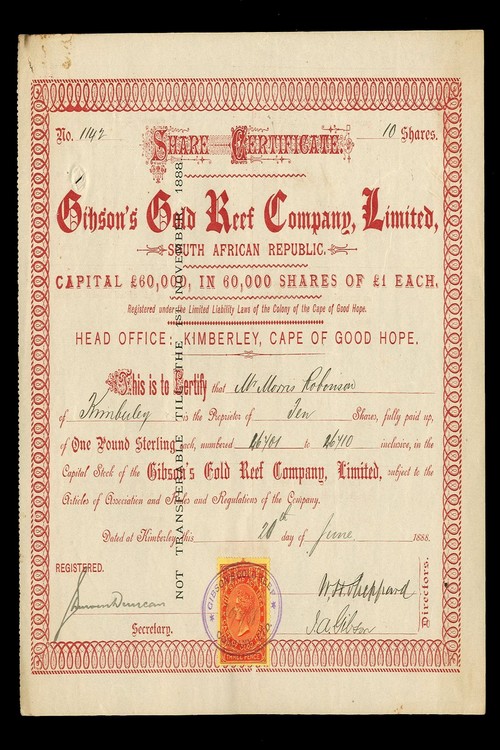 No. 1142
10 Shares.
SHARE CERTIFICATE
Gibson's Gold Reef Company, Limited,
SOUTH AFRICAN REPUBLIC.
CAPITAL £60,000, IN 60,000 SHARES OF £1 EACH.
Registered under the Limited Liability Laws of the Colony of the Cape of Good Hope.
HEAD OFFICE: KIMBERLEY, CAPE OF GOOD HOPE.
This is to Certify that Mr Morris Robinson
of Kimberley is the Proprietor of Ten Shares, fully paid up,
of One Pound Sterling each, numbered 26701 to 26710 inclusive, in the
Capital Stock of the Gibson's Gold Reef Company, Limited, subject to the
Articles of Association and Rules and Regulations of the Company.
Dated at Kimberley this 20th day of June 1888.
NOT TRANSFERABLE TILL THE 1ST NOVEMBER 1888
REGISTERED.
Duncan
Secretary.
W. H. Sheppard
J. A. Gibson
Directors.